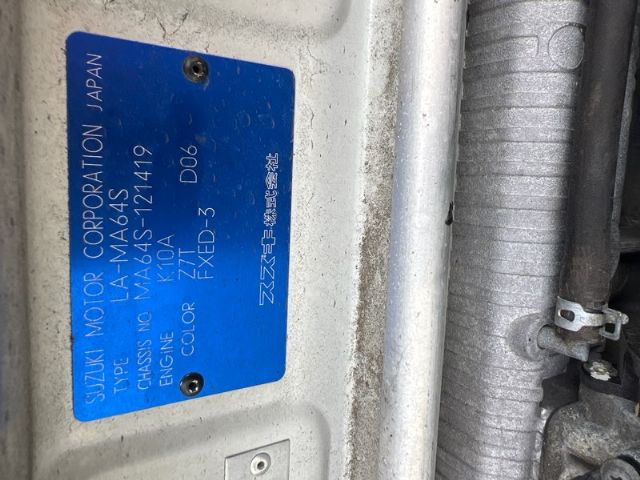 SUZUKI MOTOR CORPORATION JAPAN
TYPE LA-MA64S
CHASSIS NO MA64S-121419
ENGINE K10A
COLOR Z7T D06
FXED-3
スズキ株式会社